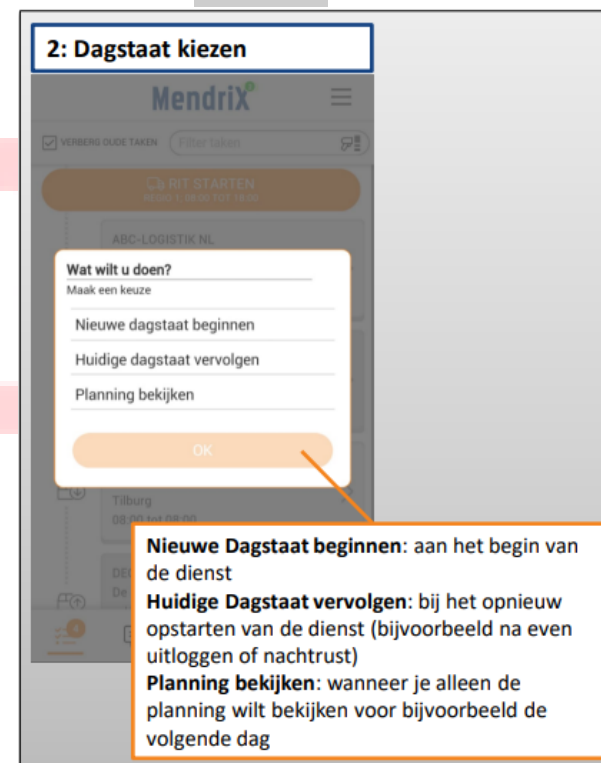 2: Dagstaat kiezen
MendriX
VERBERG OUDE TAKEN
Filter taken
RIT STARTEN
ABC-LOGISTIK NL
Wat wilt u doen?
Maak een keuze
Nieuwe dagstaat beginnen
Huidige dagstaat vervolgen
Planning bekijken
OK
Tilburg
08:00 tot 08:00
Nieuwe Dagstaat beginnen: aan het begin van
de dienst
Huidige Dagstaat vervolgen: bij het opnieuw
opstarten van de dienst (bijvoorbeeld na even
uitloggen of nachtrust)
Planning bekijken: wanneer je alleen de
planning wilt bekijken voor bijvoorbeeld de
volgende dag
De
4